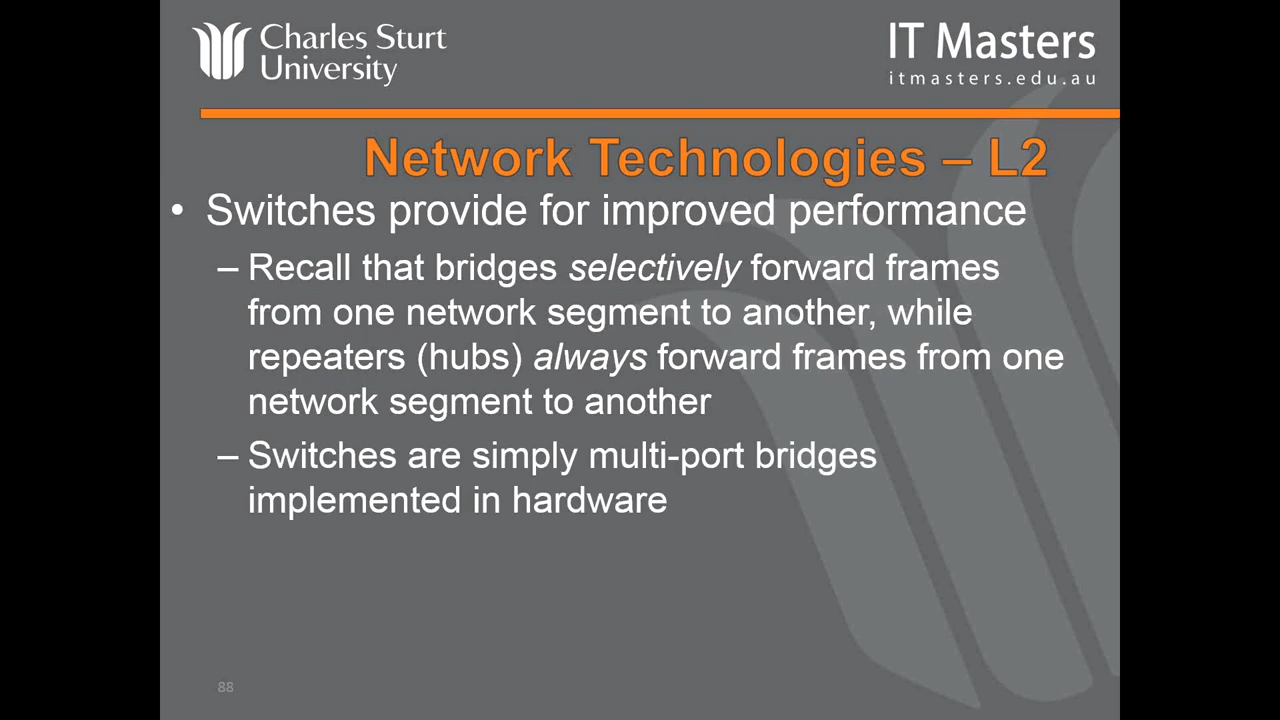 Charles Sturt
University
IT Masters
itmasters.edu.au
Network Technologies – L2
• Switches provide for improved performance
– Recall that bridges selectively forward frames
from one network segment to another, while
repeaters (hubs) always forward frames from one
network segment to another
– Switches are simply multi-port bridges
implemented in hardware
88